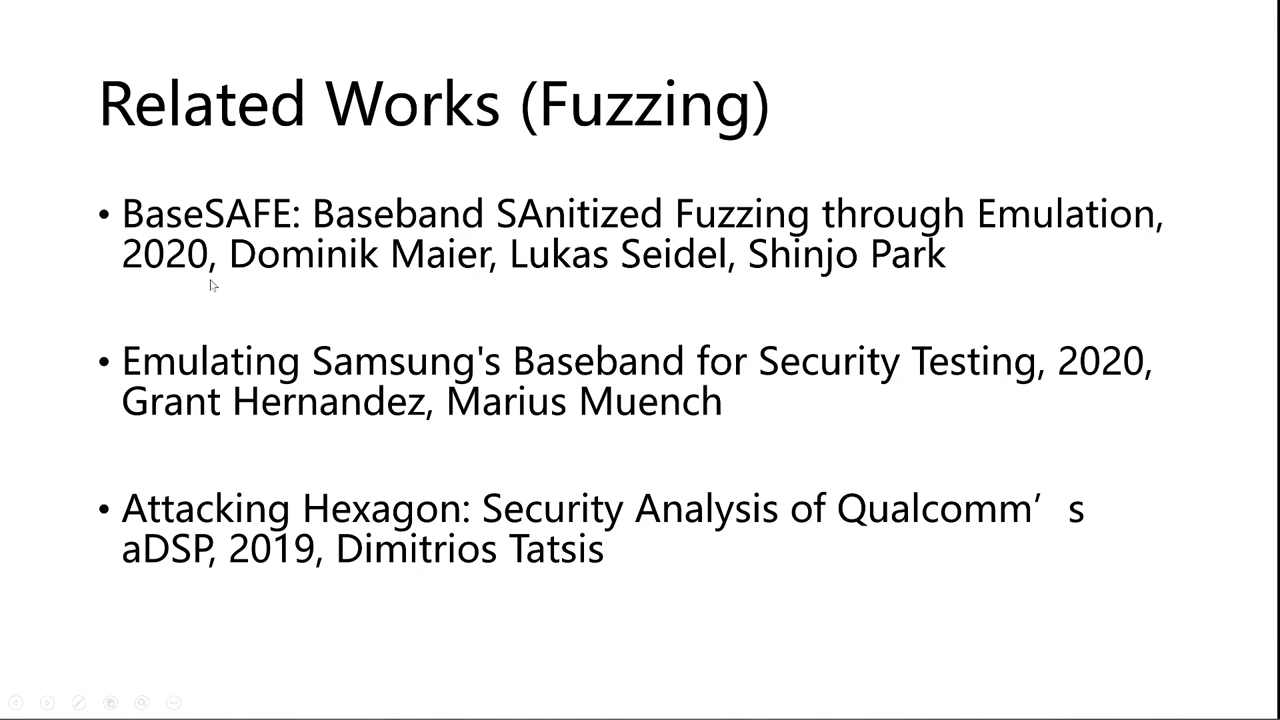 Related Works (Fuzzing)
• BaseSAFE: Baseband SAnitized Fuzzing through Emulation,
2020, Dominik Maier, Lukas Seidel, Shinjo Park
• Emulating Samsung's Baseband for Security Testing, 2020,
Grant Hernandez, Marius Muench
• Attacking Hexagon: Security Analysis of Qualcomm’s
aDSP, 2019, Dimitrios Tatsis